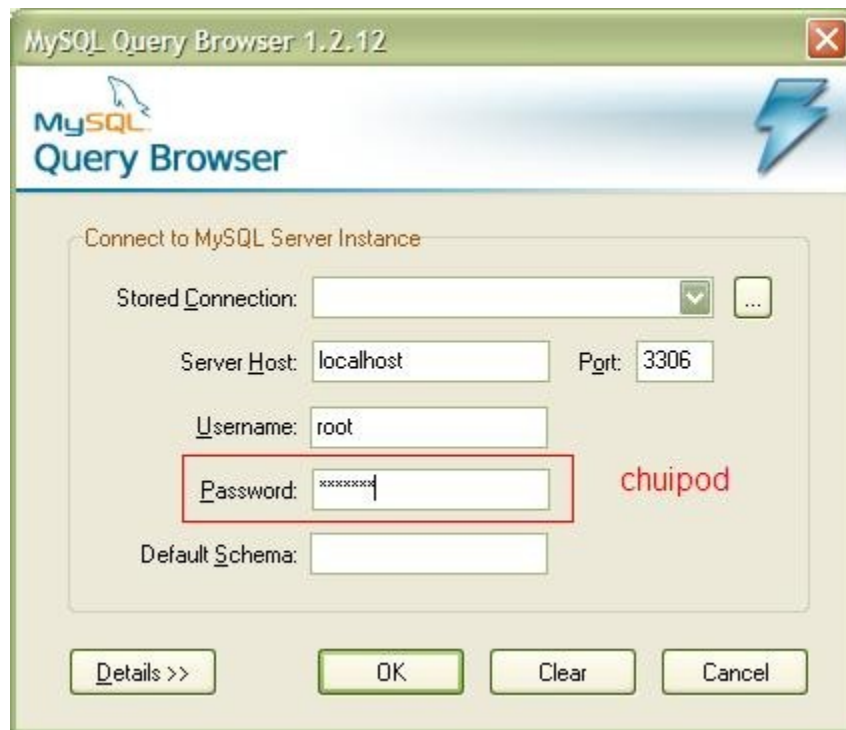 MySQL Query Browser 1.2.12
MySQL
Query Browser
Connect to MySQL Server Instance
Stored Connection:
...
Server Host: localhost Port: 3306
Username: root
Password: ******* chuipod
Default Schema:
Details >> OK Clear Cancel